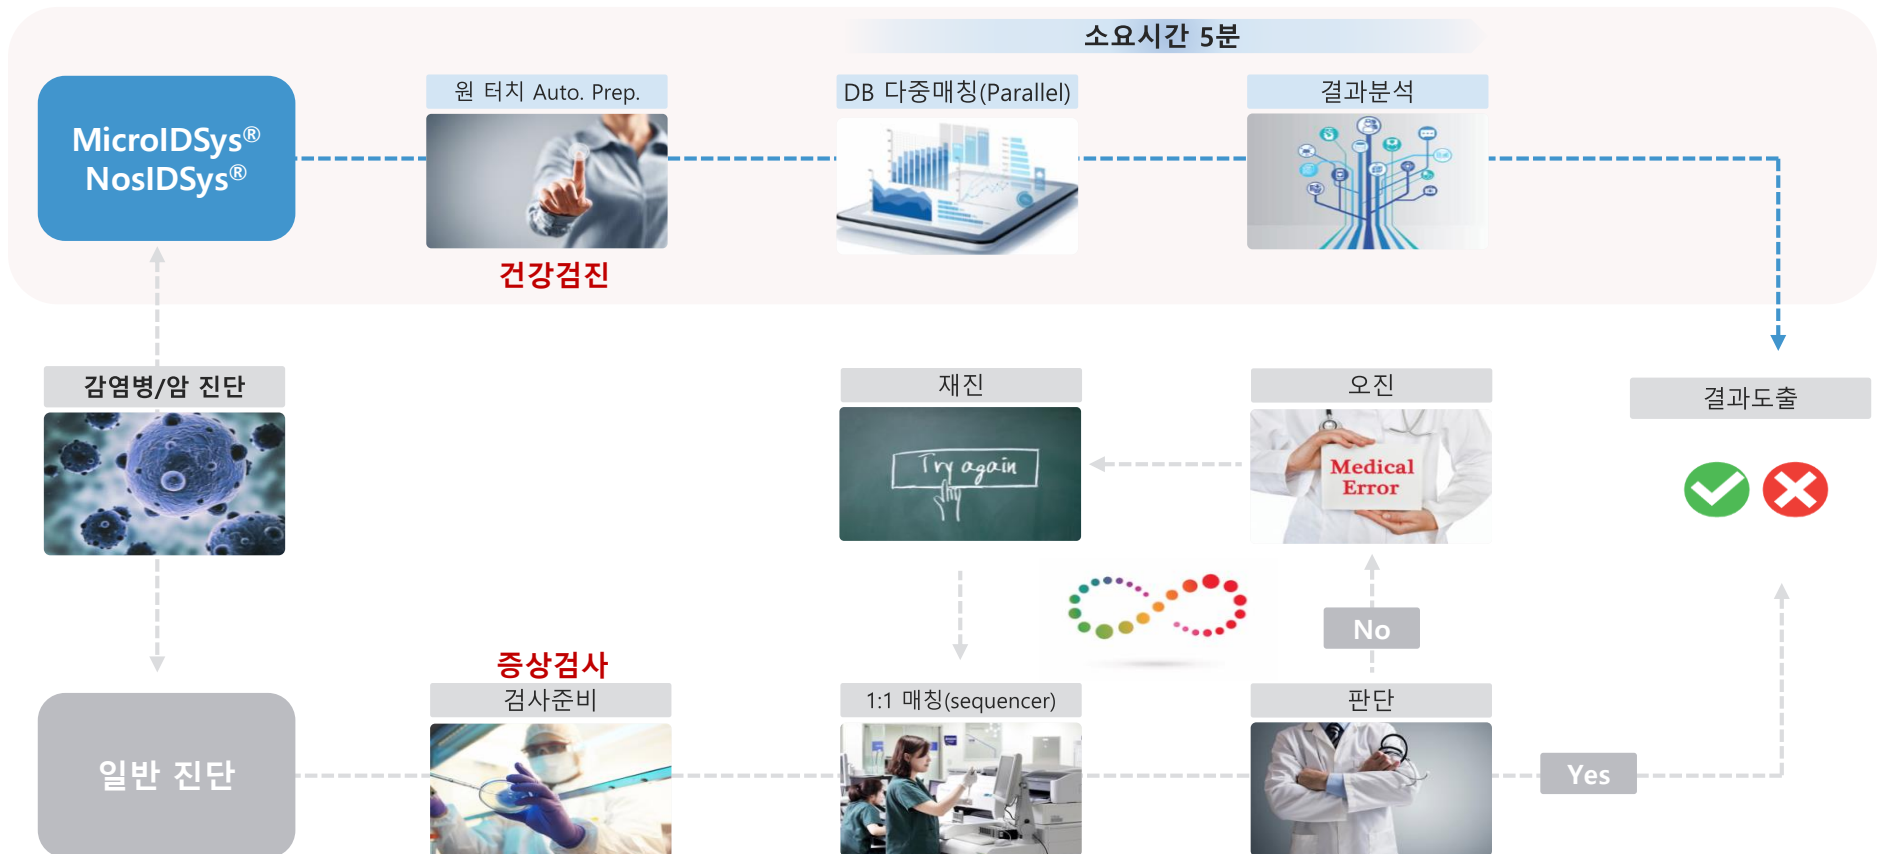 소요시간 5분
MicroIDSys®
NosIDSys®
원 터치 Auto. Prep.
DB 다중매칭(Parallel)
결과분석
건강검진
감염병/암 진단
재진
오진
결과도출
Try again
Medical
Error
No
증상검사
검사준비
1:1 매칭(sequencer)
판단
일반 진단
Yes